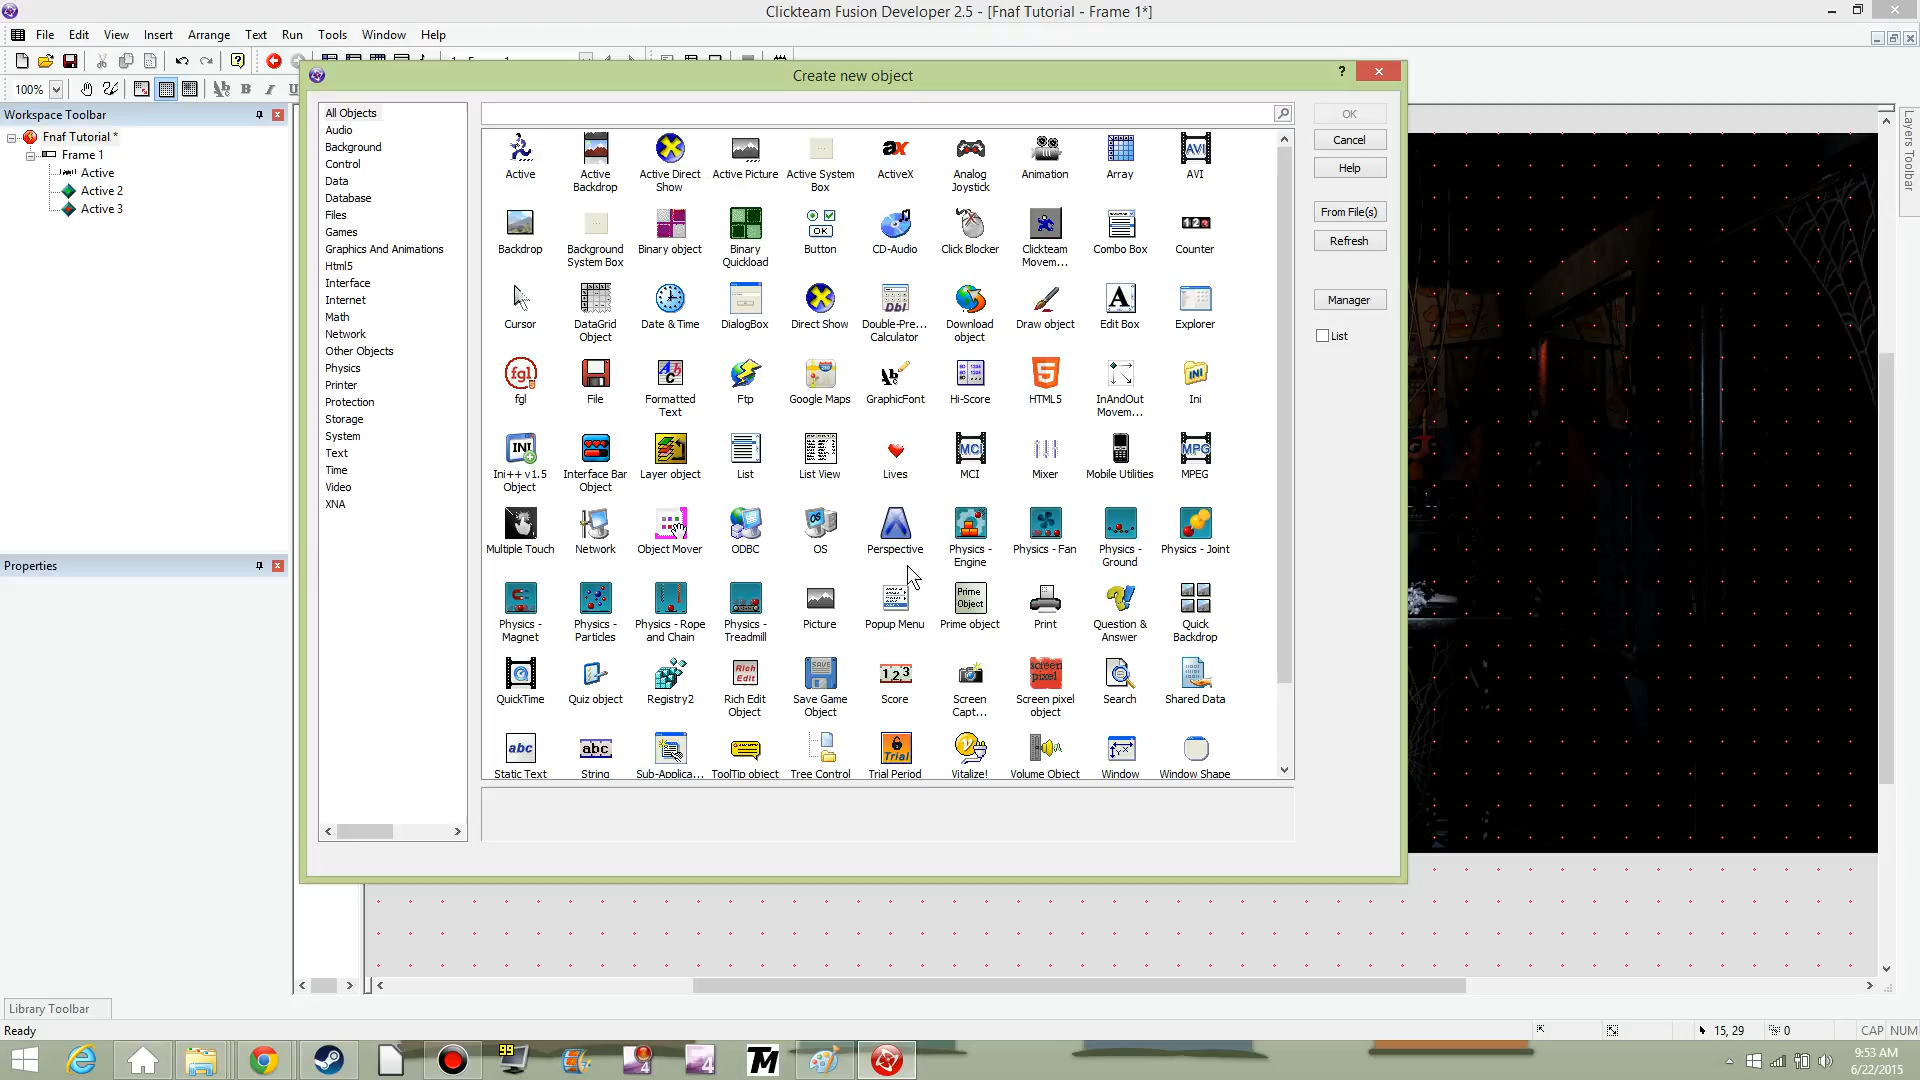 Clickteam Fusion Developer 2.5 - [Fnaf Tutorial - Frame 1*]
File Edit View Insert Arrange Text Run Tools Window Help
100%
Workspace Toolbar
Fnaf Tutorial *
Frame 1
Active
Active 2
Active 3
Properties
Library Toolbar
Layers Toolbar
Create new object
?
All Objects
Audio
Background
Control
Data
Database
Files
Games
Graphics And Animations
Html5
Interface
Internet
Math
Network
Other Objects
Physics
Printer
Protection
Storage
System
Text
Time
Video
XNA
Active
Active Backdrop
Active Direct Show
Active Picture
Active System Box
ActiveX
Analog Joystick
Animation
Array
AVI
Backdrop
Background System Box
Binary object
Binary Quickload
Button
CD-Audio
Click Blocker
Clickteam Movem...
Combo Box
Counter
Cursor
DataGrid Object
Date & Time
DialogBox
Direct Show
Double-Pre... Calculator
Download object
Draw object
Edit Box
Explorer
fgl
File
Formatted Text
Ftp
Google Maps
GraphicFont
Hi-Score
HTML5
InAndOut Movem...
Ini
Ini++ v1.5 Object
Interface Bar Object
Layer object
List
List View
Lives
MCI
Mixer
Mobile Utilities
MPEG
Multiple Touch
Network
Object Mover
ODBC
OS
Perspective
Physics - Engine
Physics - Fan
Physics - Ground
Physics - Joint
Physics - Magnet
Physics - Particles
Physics - Rope and Chain
Physics - Treadmill
Picture
Popup Menu
Prime object
Print
Question & Answer
Quick Backdrop
QuickTime
Quiz object
Registry2
Rich Edit Object
Save Game Object
Score
Screen Capt...
Screen pixel object
Search
Shared Data
Static Text
String
Sub-Applica...
ToolTip object
Tree Control
Trial Period
Vitalize!
Volume Object
Window
Window Shape
OK
Cancel
Help
From File(s)
Refresh
Manager
List
Ready
15, 29
0
CAP NUM
9:53 AM
6/22/2015